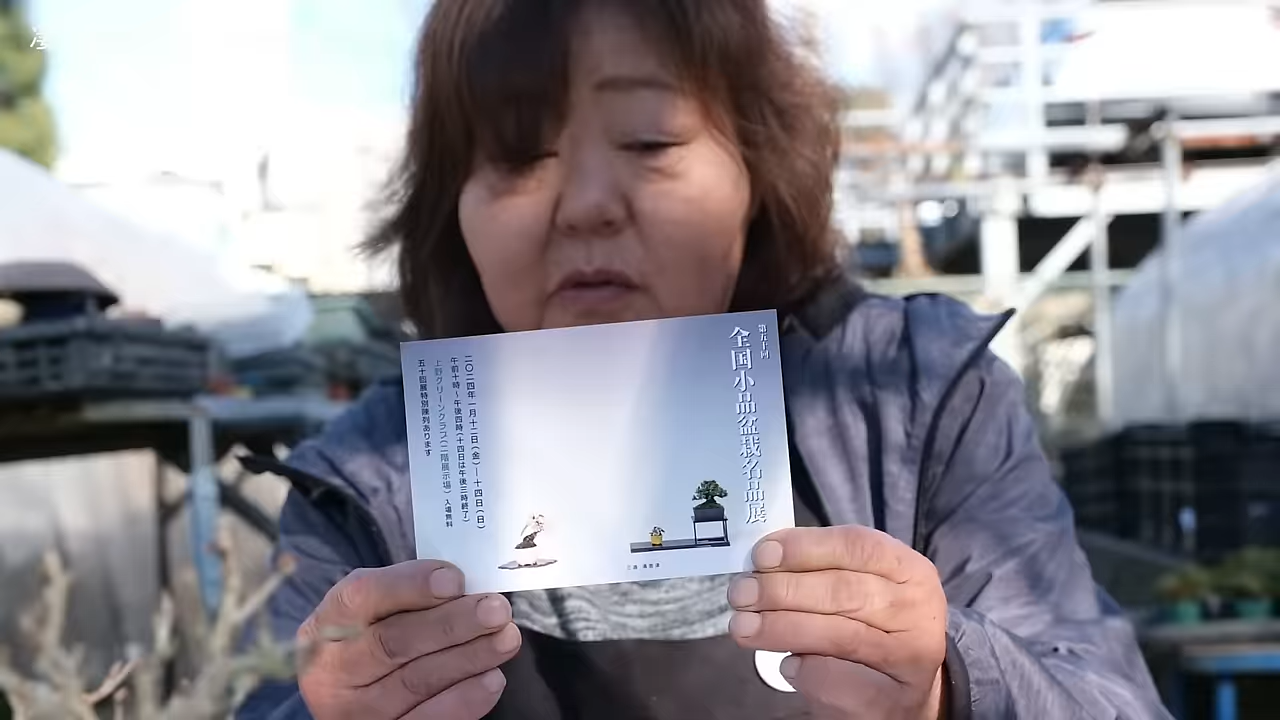 第五十回
全国小品盆栽名品展
二〇二四年一月十二日(金)―十四日(日)
午前十時~午後四時(十四日は午後三時終了)
上野グリーンクラブ(二階展示場) 入場無料
五十回展特別陳列あります